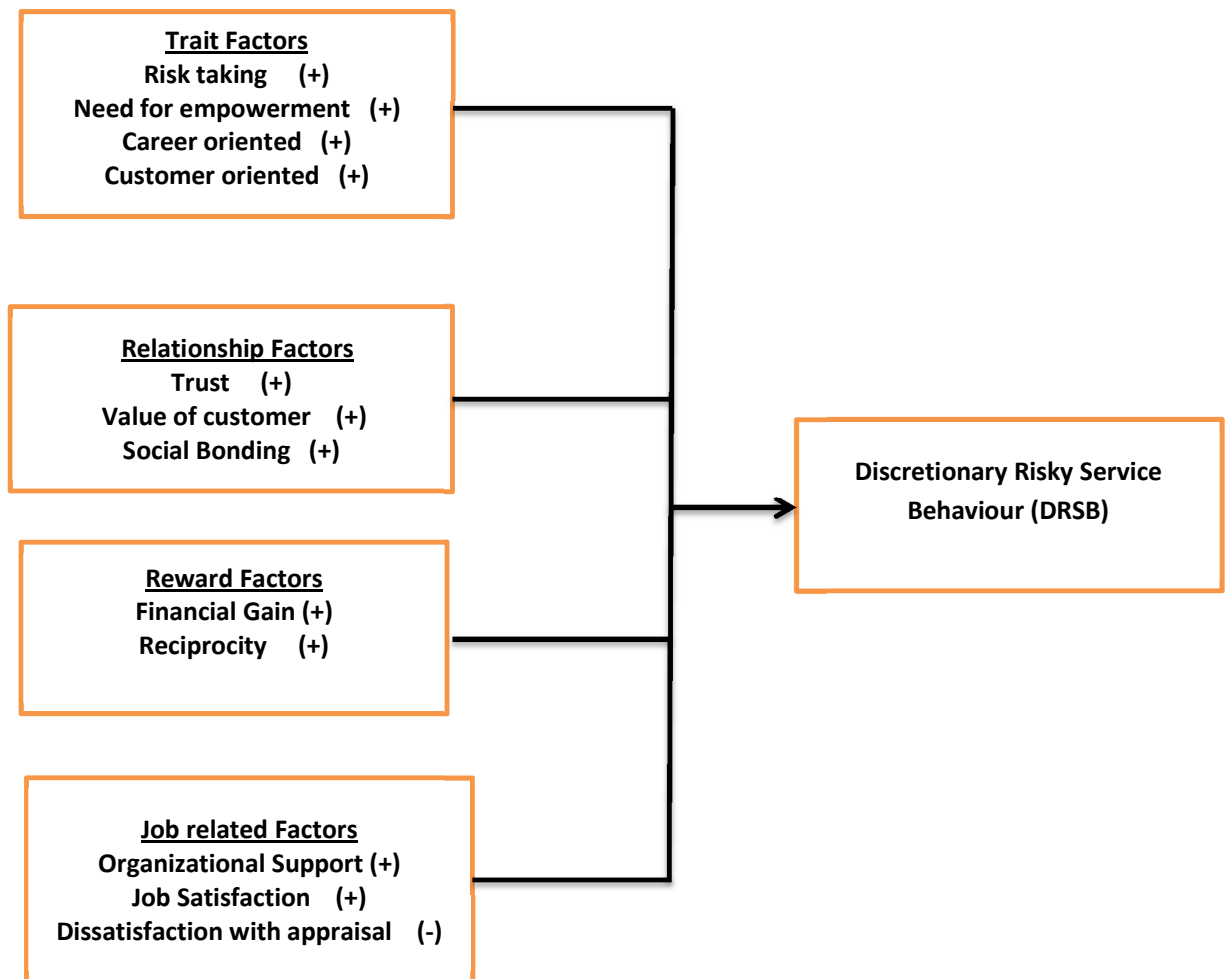 Trait Factors
Risk taking (+)
Need for empowerment (+)
Career oriented (+)
Customer oriented (+)
Relationship Factors
Trust (+)
Value of customer (+)
Social Bonding (+)
Discretionary Risky Service
Behaviour (DRSB)
Reward Factors
Financial Gain (+)
Reciprocity (+)
Job related Factors
Organizational Support (+)
Job Satisfaction (+)
Dissatisfaction with appraisal (-)